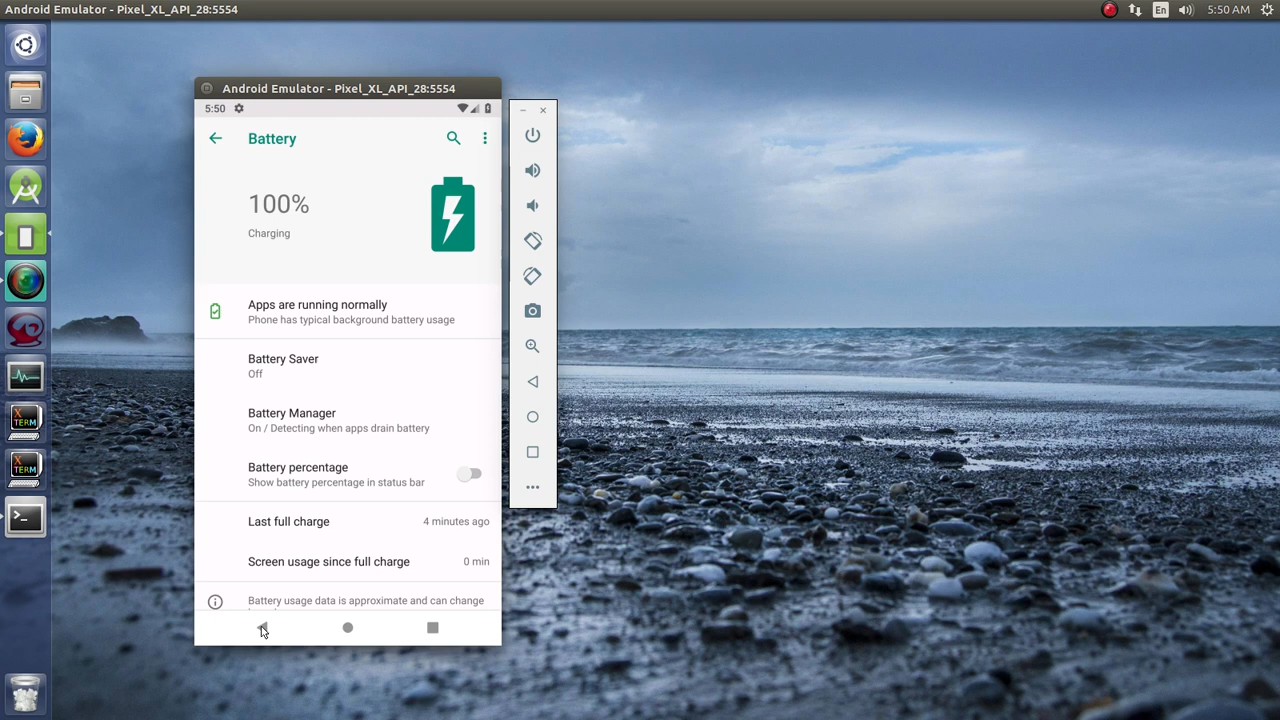 Android Emulator - Pixel_XL_API_28:5554
En
5:50 AM
Android Emulator - Pixel_XL_API_28:5554
5:50
Battery
100%
Charging
Apps are running normally
Phone has typical background battery usage
Battery Saver
Off
Battery Manager
On / Detecting when apps drain battery
Battery percentage
Show battery percentage in status bar
Last full charge
4 minutes ago
Screen usage since full charge
0 min
Battery usage data is approximate and can change
X
TERM
X
TERM